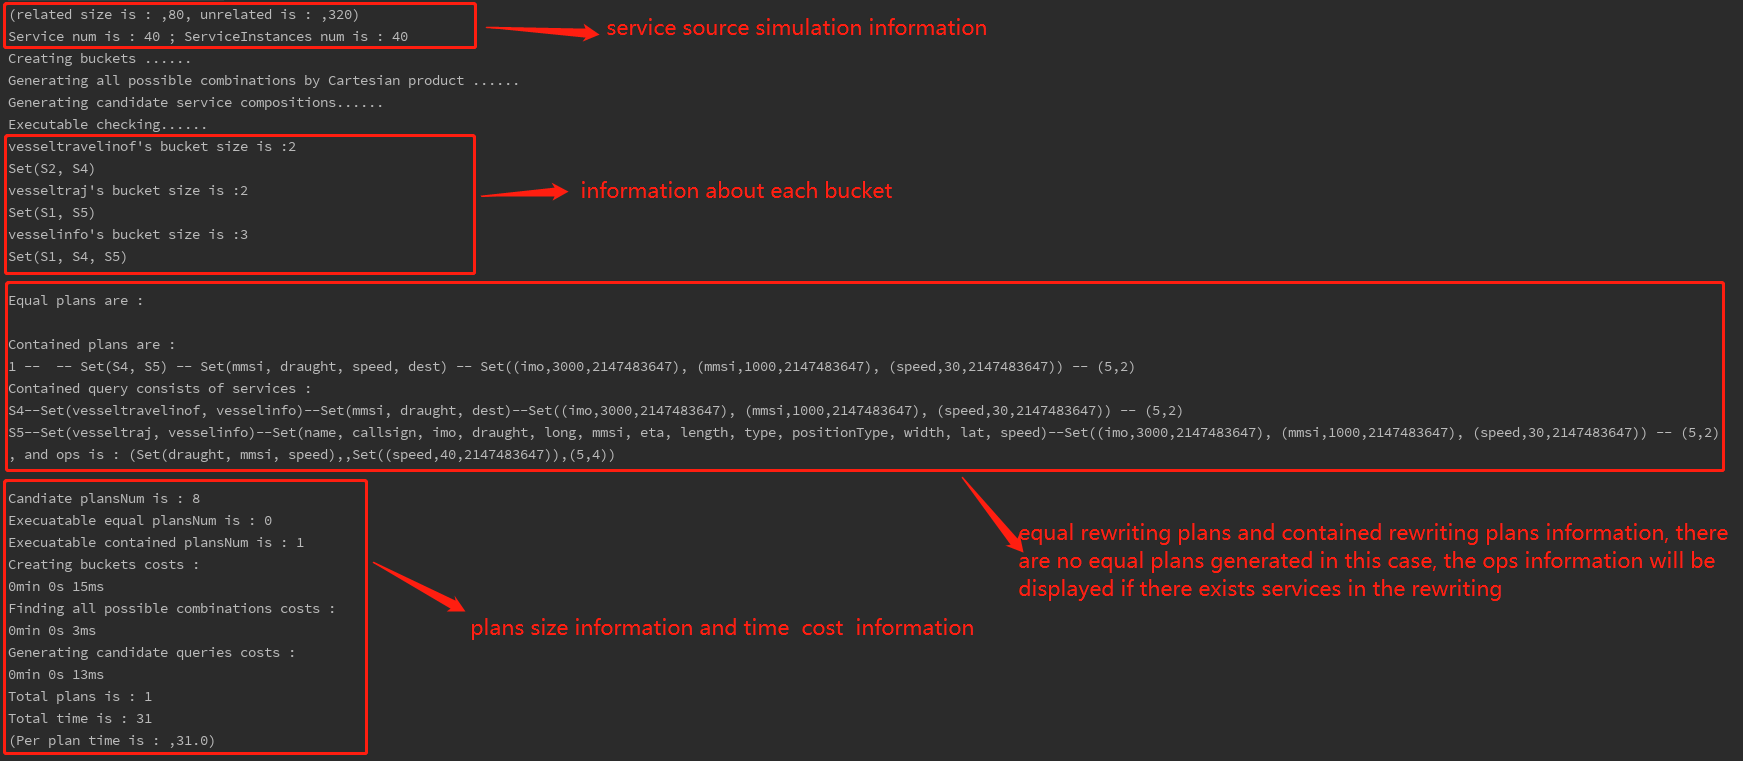 (related size is : ,80, unrelated is : ,320)
Service num is : 40 ; ServiceInstances num is : 40
service source simulation information
Creating buckets ......
Generating all possible combinations by Cartesian product ......
Generating candidate service compositions......
Executable checking......
vesseltravelinof's bucket size is :2
Set(S2, S4)
vesseltraj's bucket size is :2
Set(S1, S5)
vesselinfo's bucket size is :3
Set(S1, S4, S5)
information about each bucket
Equal plans are :
Contained plans are :
1 --  -- Set(S4, S5) -- Set(mmsi, draught, speed, dest) -- Set((imo,3000,2147483647), (mmsi,1000,2147483647), (speed,30,2147483647)) -- (5,2)
Contained query consists of services :
S4--Set(vesseltravelinof, vesselinfo)--Set(mmsi, draught, dest)--Set((imo,3000,2147483647), (mmsi,1000,2147483647), (speed,30,2147483647)) -- (5,2)
S5--Set(vesseltraj, vesselinfo)--Set(name, callsign, imo, draught, long, mmsi, eta, length, type, positionType, width, lat, speed)--Set((imo,3000,2147483647), (mmsi,1000,2147483647), (speed,30,2147483647)) -- (5,2)
, and ops is : (Set(draught, mmsi, speed),,Set((speed,40,2147483647)),(5,4))
equal rewriting plans and contained rewriting plans information, there
are no equal plans generated in this case, the ops information will be
displayed if there exists services in the rewriting
Candiate plansNum is : 8
Execuatable equal plansNum is : 0
Execuatable contained plansNum is : 1
Creating buckets costs :
0min 0s 15ms
Finding all possible combinations costs :
0min 0s 3ms
Generating candidate queries costs :
0min 0s 13ms
Total plans is : 1
Total time is : 31
(Per plan time is : ,31.0)
plans size information and time  cost  information